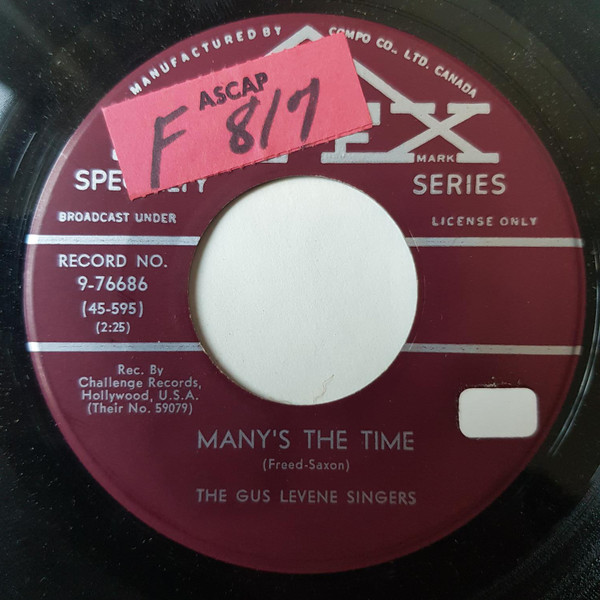 MANUFACTURED BY COMPO CO., LTD. CANADA
ASCAP
F 817
MARK
SERIES
BROADCAST UNDER LICENSE ONLY
RECORD NO.
9-76686
(45-595)
(2:25)
Rec. By
Challenge Records,
Hollywood, U.S.A.
(Their No. 59079)
MANY'S THE TIME
(Freed-Saxon)
THE GUS LEVENE SINGERS